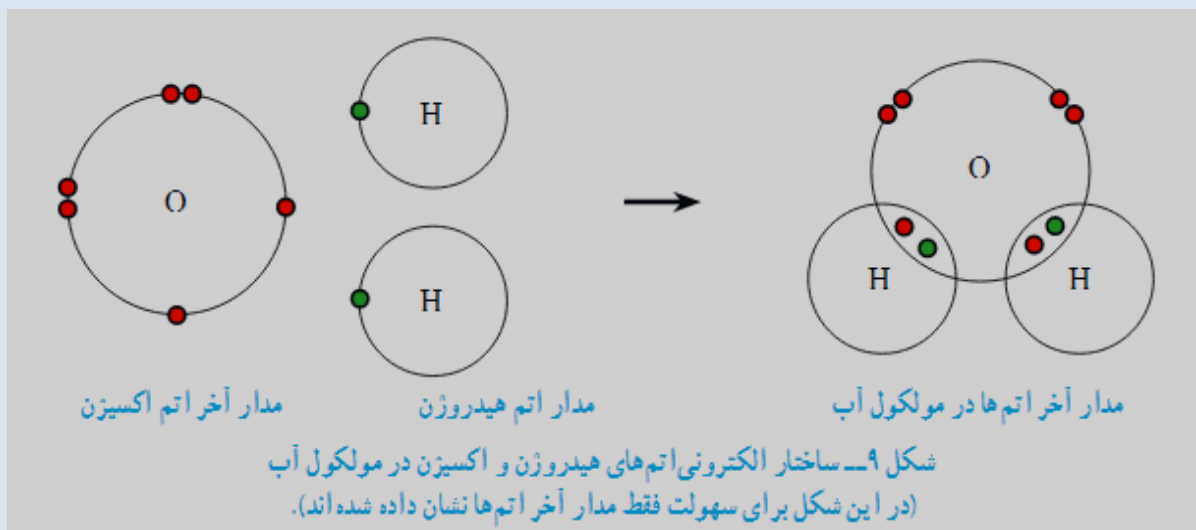 O
H
H
O
H
H
مدار آخر اتم اکسیژن
مدار اتم هیدروژن
مدار آخر اتم‌ها در مولکول آب
شکل ۹ــ ساختار الکترونی اتم‌های هیدروژن و اکسیژن در مولکول آب
(در این شکل برای سهولت فقط مدار آخر اتم‌ها نشان داده شده‌اند).